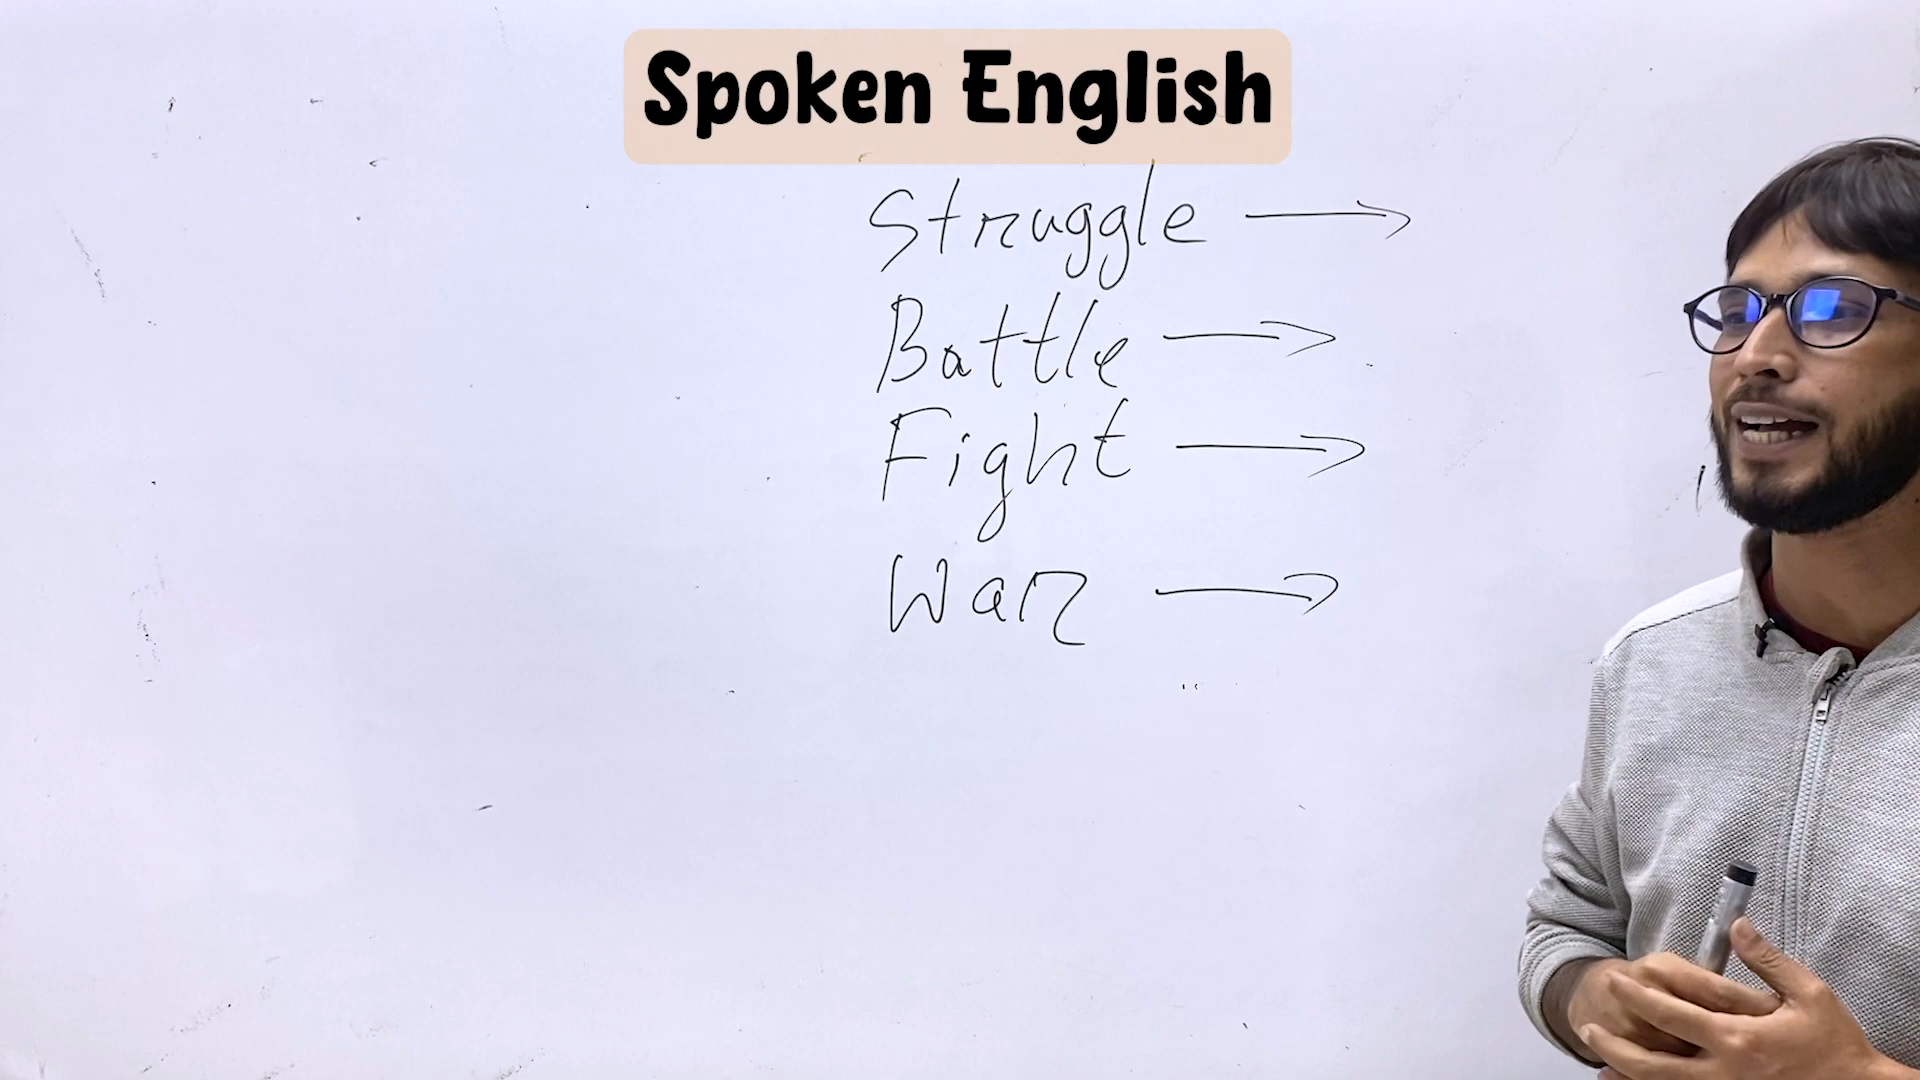 Spoken English
Struggle →
Battle →
Fight →
War →